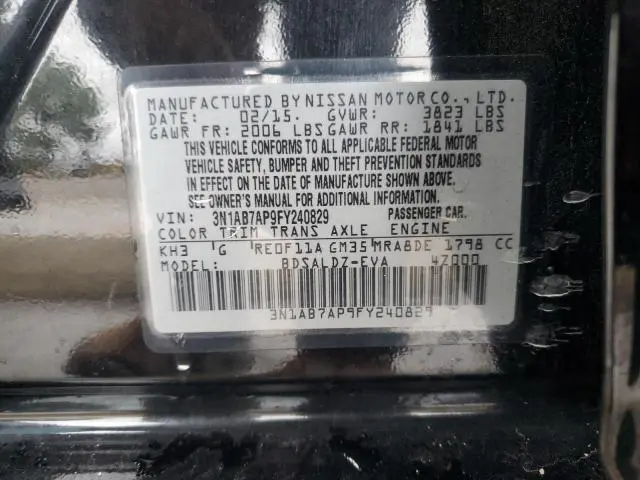 MANUFACTURED BY NISSAN MOTOR CO., LTD.
DATE: 02/15. GVWR: 3823 LBS
GAWR FR: 2006 LBS GAWR RR: 1841 LBS
THIS VEHICLE CONFORMS TO ALL APPLICABLE FEDERAL MOTOR
VEHICLE SAFETY, BUMPER AND THEFT PREVENTION STANDARDS
IN EFFECT ON THE DATE OF MANUFACTURE SHOWN ABOVE.
SEE OWNER'S MANUAL FOR ADDITIONAL INFORMATION.
VIN: 3N1AB7AP9FY240829 PASSENGER CAR.
COLOR TRIM TRANS AXLE ENGINE
KH3 G RE0F11A GM35 MRA8DE 1798 CC
MODEL: BDSALDZ-EVA 4Z000
3N1AB7AP9FY240829